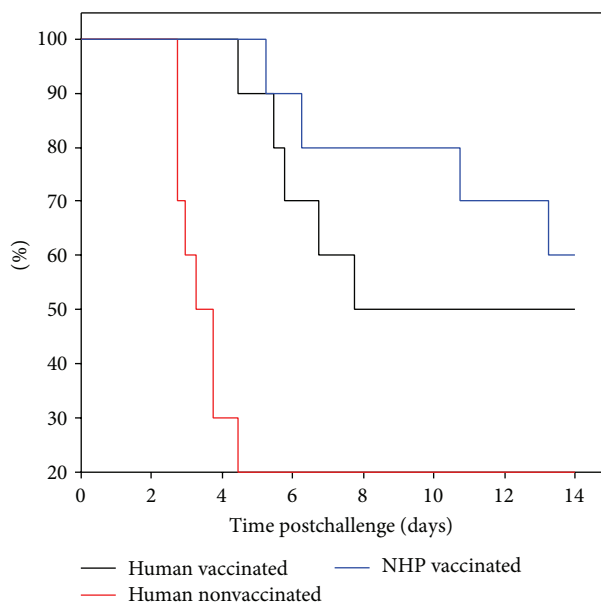 100
90
80
70
60
50
40
30
20
(%)
0 2 4 6 8 10 12 14
Time postchallenge (days)
Human vaccinated NHP vaccinated
Human nonvaccinated